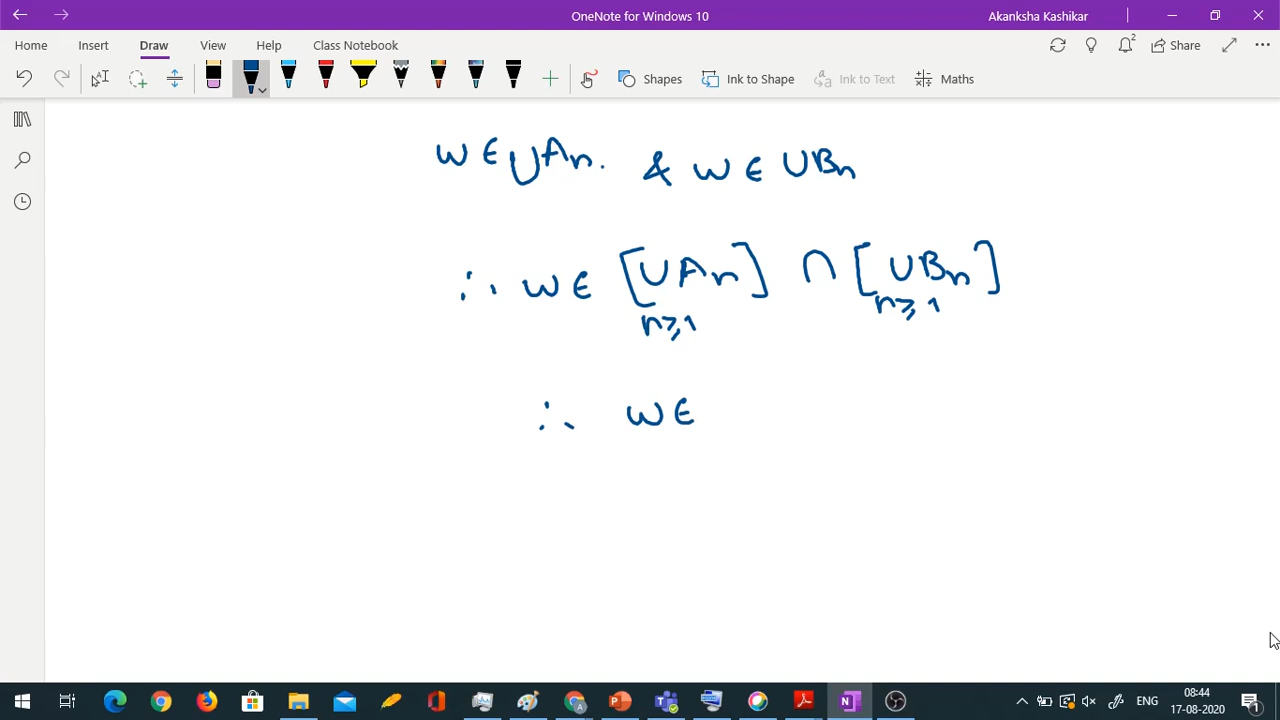 OneNote for Windows 10
Akanksha Kashikar
Home Insert Draw View Help Class Notebook
Share
Shapes Ink to Shape Ink to Text Maths
w ∈ ∪An. & w ∈ ∪Bn
∴ w ∈ [∪An] ∩ [∪Bn]
n≥1 n≥1
∴ w ∈
ENG
08:44
17-08-2020